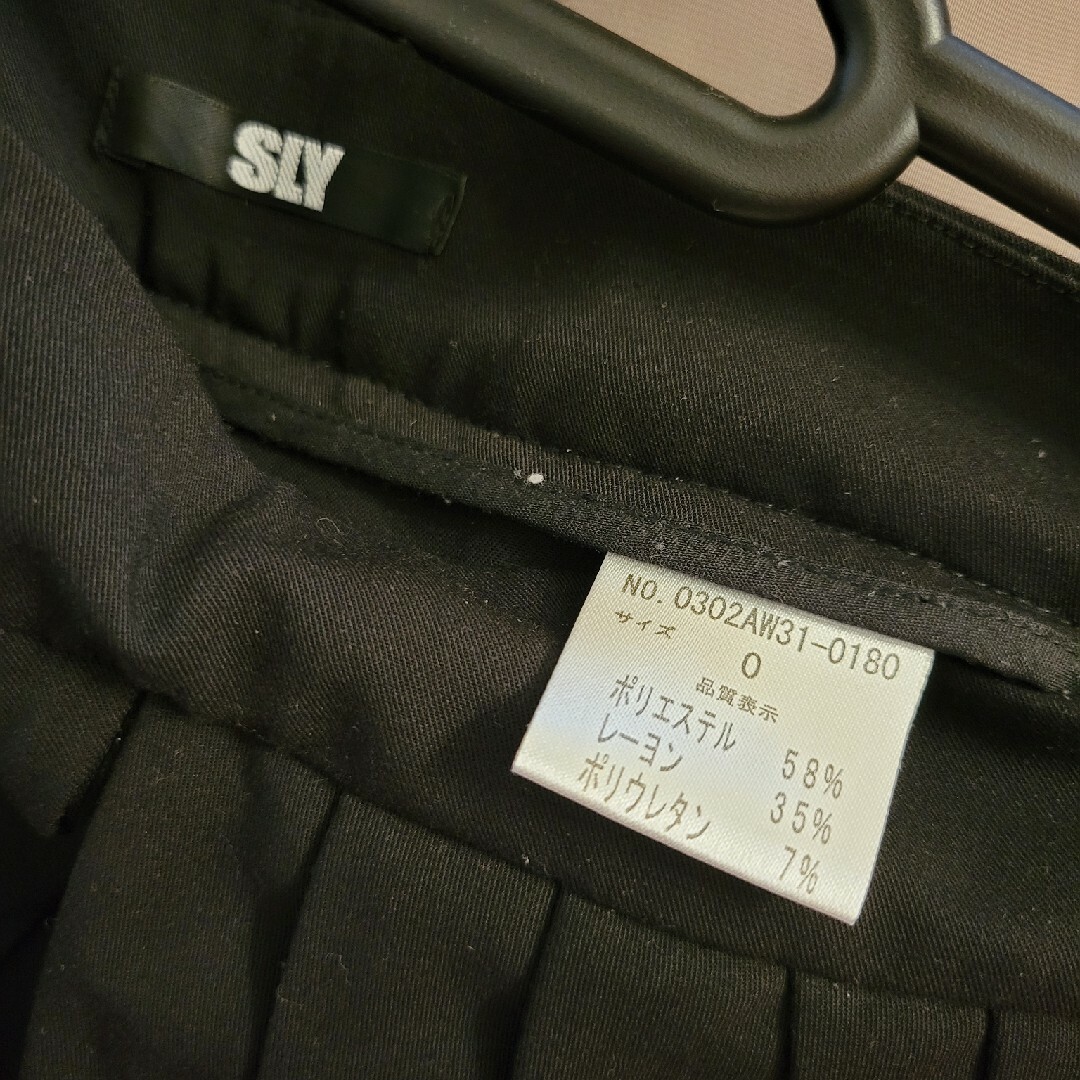 SLY
NO. 0302AW31-0180
サイズ
0
品質表示
ポリエステル 58%
レーヨン 35%
ポリウレタン 7%